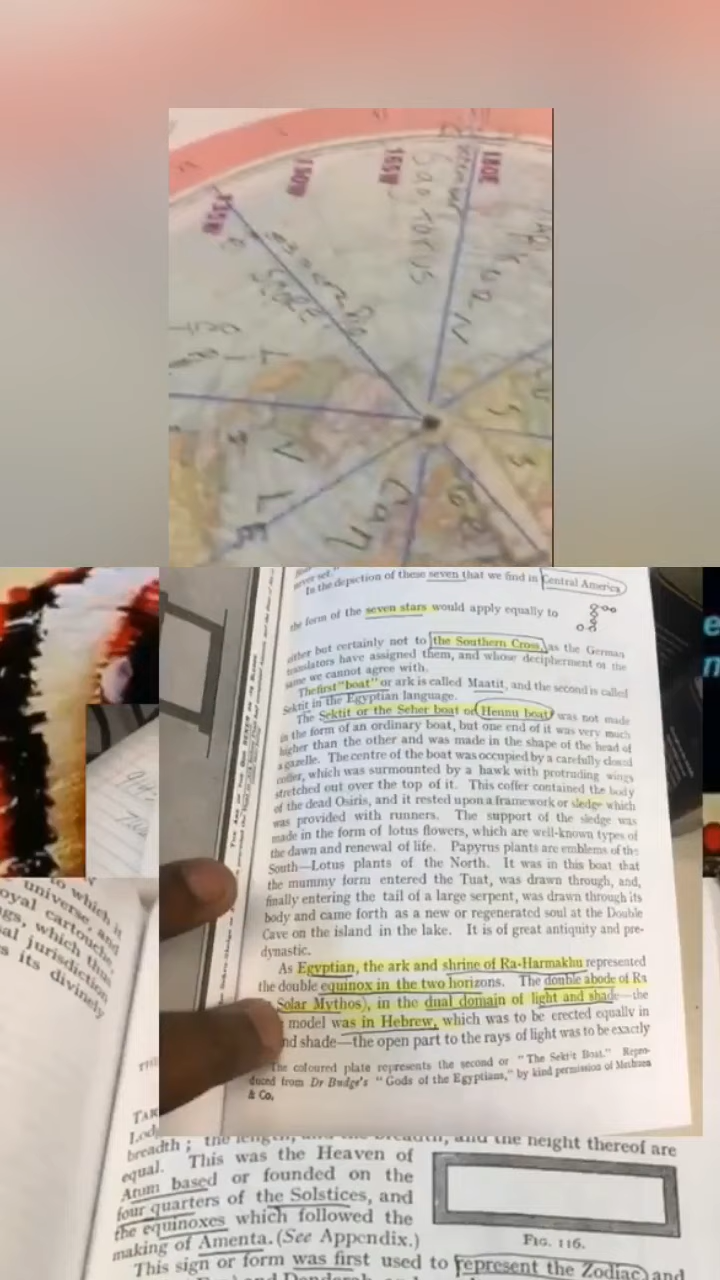 180E
165W
150W
135W
never set."
In the depiction of these seven that we find in Central America
the form of the seven stars would apply equally to
either but certainly not to the Southern Cross, as the German
translators have assigned them, and whose decipherment of the
same we cannot agree with.
The first "boat" or ark is called Maatit, and the second is called
Sektit in the Egyptian language.
The Sektit or the Seher boat or Hennu boat was not made
in the form of an ordinary boat, but one end of it was very much
higher than the other and was made in the shape of the head of
a gazelle. The centre of the boat was occupied by a carefully closed
coffer, which was surmounted by a hawk with protruding wings
stretched out over the top of it. This coffer contained the body
of the dead Osiris, and it rested upon a framework or sledge which
was provided with runners. The support of the sledge was
made in the form of lotus flowers, which are well-known types of
the dawn and renewal of life. Papyrus plants are emblems of the
South—Lotus plants of the North. It was in this boat that
the mummy form entered the Tuat, was drawn through, and,
finally entering the tail of a large serpent, was drawn through its
body and came forth as a new or regenerated soul at the Double
Cave on the island in the lake. It is of great antiquity and pre-
dynastic.
As Egyptian, the ark and shrine of Ra-Harmakhu represented
the double equinox in the two horizons. The double abode of Ra
Solar Mythos), in the dual domain of light and shade—the
model was in Hebrew, which was to be erected equally in
nd shade—the open part to the rays of light was to be exactly
The coloured plate represents the second or "The Sektit Boat." Repro-
duced from Dr Budge's "Gods of the Egyptians," by kind permission of Methuen
& Co.
to which it
universe, and
oyal cartouche,
gs, which thus
al jurisdiction
s its divinely
breadth; the length, and the breadth, and the height thereof are
equal. This was the Heaven of
Atum based or founded on the
four quarters of the Solstices, and
the equinoxes which followed the
making of Amenta. (See Appendix.)
FIG. 116.
This sign or form was first used to represent the Zodiac and